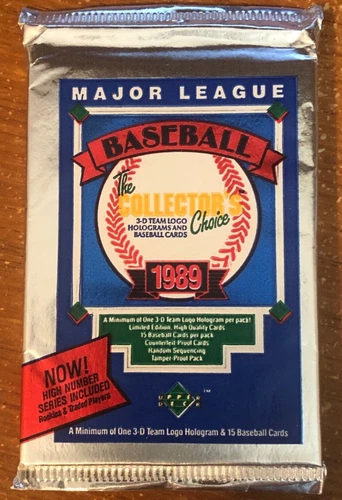 MAJOR LEAGUE
BASEBALL
The
COLLECTOR'S
Choice
3-D TEAM LOGO
HOLOGRAMS AND
BASEBALL CARDS
1989
A Minimum of One 3-D Team Logo Hologram per pack!
Limited Edition, High Quality Cards
15 Baseball Cards per pack
Counterfeit-Proof Cards
Random Sequencing
Tamper-Proof Pack
NOW!
HIGH NUMBER
SERIES INCLUDED
Rookies & Traded Players
UPPER
DECK
A Minimum of One 3-D Team Logo Hologram & 15 Baseball Cards